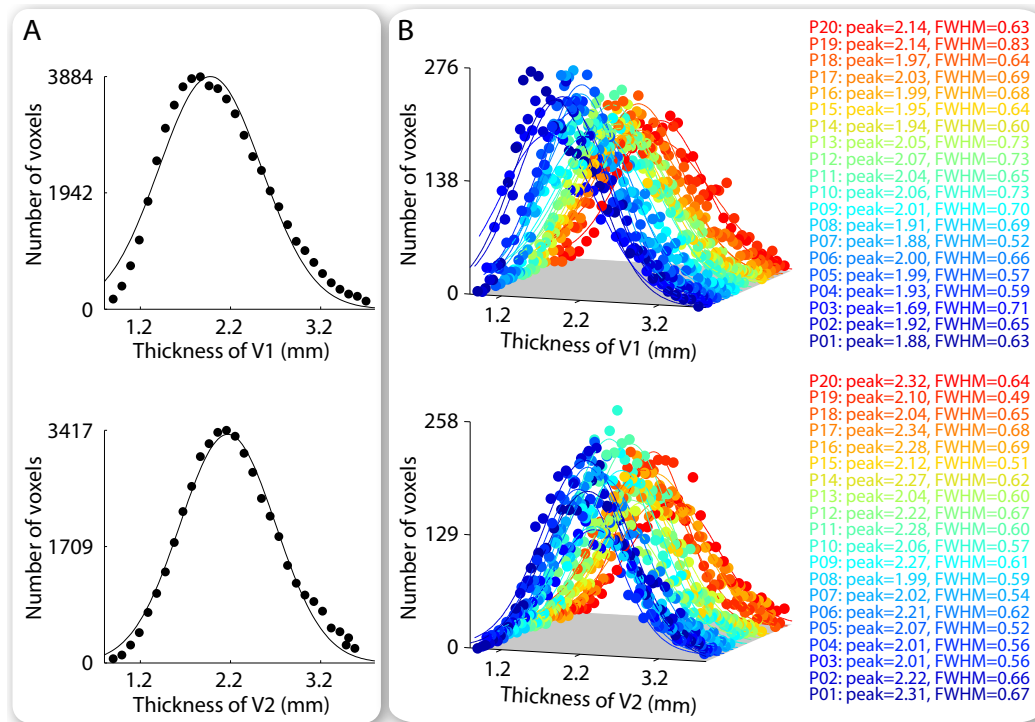 A
3884
1942
0
Number of voxels
1.2 2.2 3.2
Thickness of V1 (mm)
3417
1709
0
Number of voxels
1.2 2.2 3.2
Thickness of V2 (mm)
B
276
138
0
Number of voxels
1.2 2.2 3.2
Thickness of V1 (mm)
P20: peak=2.14, FWHM=0.63
P19: peak=2.14, FWHM=0.83
P18: peak=1.97, FWHM=0.64
P17: peak=2.03, FWHM=0.69
P16: peak=1.99, FWHM=0.68
P15: peak=1.95, FWHM=0.64
P14: peak=1.94, FWHM=0.60
P13: peak=2.05, FWHM=0.73
P12: peak=2.07, FWHM=0.73
P11: peak=2.04, FWHM=0.65
P10: peak=2.06, FWHM=0.73
P09: peak=2.01, FWHM=0.70
P08: peak=1.91, FWHM=0.69
P07: peak=1.88, FWHM=0.52
P06: peak=2.00, FWHM=0.66
P05: peak=1.99, FWHM=0.57
P04: peak=1.93, FWHM=0.59
P03: peak=1.69, FWHM=0.71
P02: peak=1.92, FWHM=0.65
P01: peak=1.88, FWHM=0.63
258
129
0
Number of voxels
1.2 2.2 3.2
Thickness of V2 (mm)
P20: peak=2.32, FWHM=0.64
P19: peak=2.10, FWHM=0.49
P18: peak=2.04, FWHM=0.65
P17: peak=2.34, FWHM=0.68
P16: peak=2.28, FWHM=0.69
P15: peak=2.12, FWHM=0.51
P14: peak=2.27, FWHM=0.62
P13: peak=2.04, FWHM=0.60
P12: peak=2.22, FWHM=0.67
P11: peak=2.28, FWHM=0.60
P10: peak=2.06, FWHM=0.57
P09: peak=2.27, FWHM=0.61
P08: peak=1.99, FWHM=0.59
P07: peak=2.02, FWHM=0.54
P06: peak=2.21, FWHM=0.62
P05: peak=2.07, FWHM=0.52
P04: peak=2.01, FWHM=0.56
P03: peak=2.01, FWHM=0.56
P02: peak=2.22, FWHM=0.66
P01: peak=2.31, FWHM=0.67